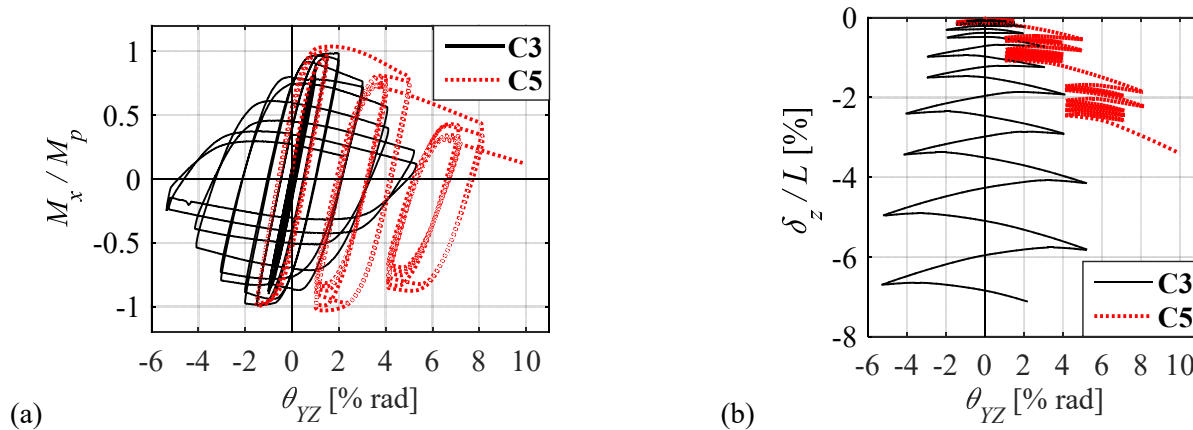 1
0.5
0
-0.5
-1
M_x / M_p
C3
C5
-6 -4 -2 0 2 4 6 8 10
θ_YZ [% rad]
(a)
0
-2
-4
-6
-8
δ_z / L [%]
C3
C5
-6 -4 -2 0 2 4 6 8 10
θ_YZ [% rad]
(b)